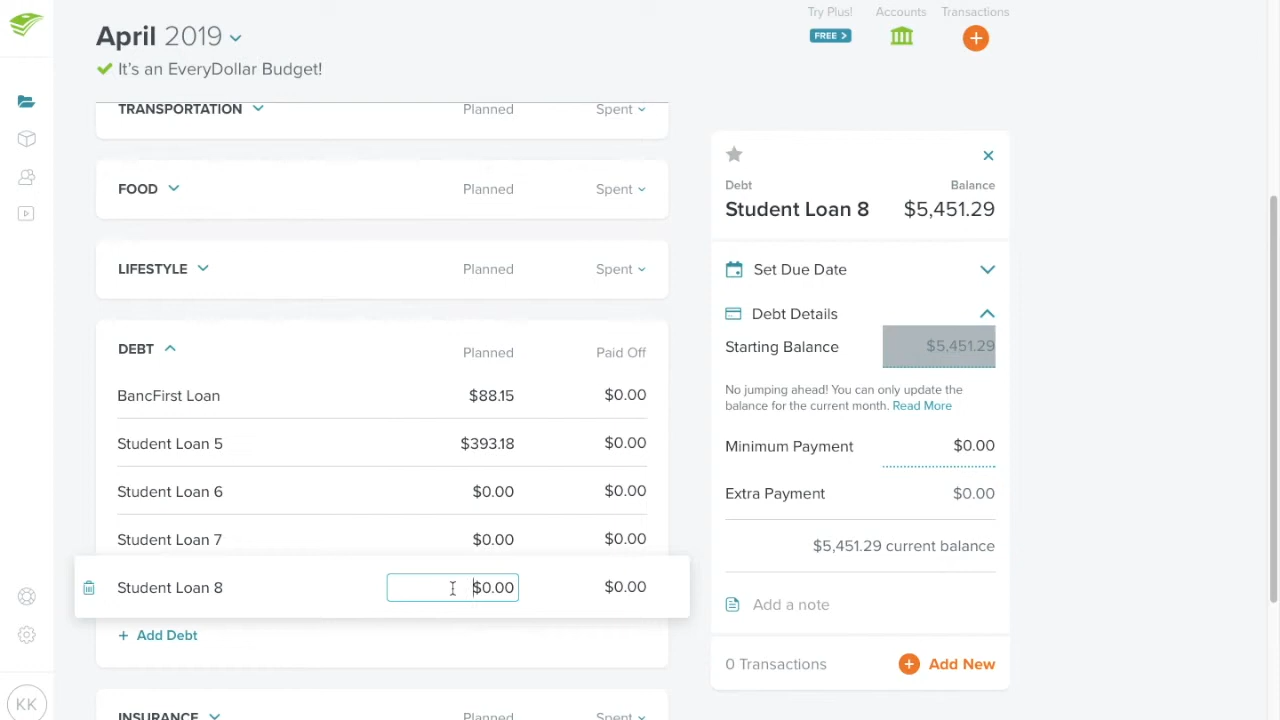 April 2019
It's an EveryDollar Budget!
Try Plus!
FREE >
Accounts
Transactions
TRANSPORTATION Planned Spent
FOOD Planned Spent
LIFESTYLE Planned Spent
DEBT Planned Paid Off
BancFirst Loan $88.15 $0.00
Student Loan 5 $393.18 $0.00
Student Loan 6 $0.00 $0.00
Student Loan 7 $0.00 $0.00
Student Loan 8 $0.00 $0.00
+ Add Debt
INSURANCE Planned Spent
Debt Balance
Student Loan 8 $5,451.29
Set Due Date
Debt Details
Starting Balance $5,451.29
No jumping ahead! You can only update the
balance for the current month. Read More
Minimum Payment $0.00
Extra Payment $0.00
$5,451.29 current balance
Add a note
0 Transactions Add New
KK